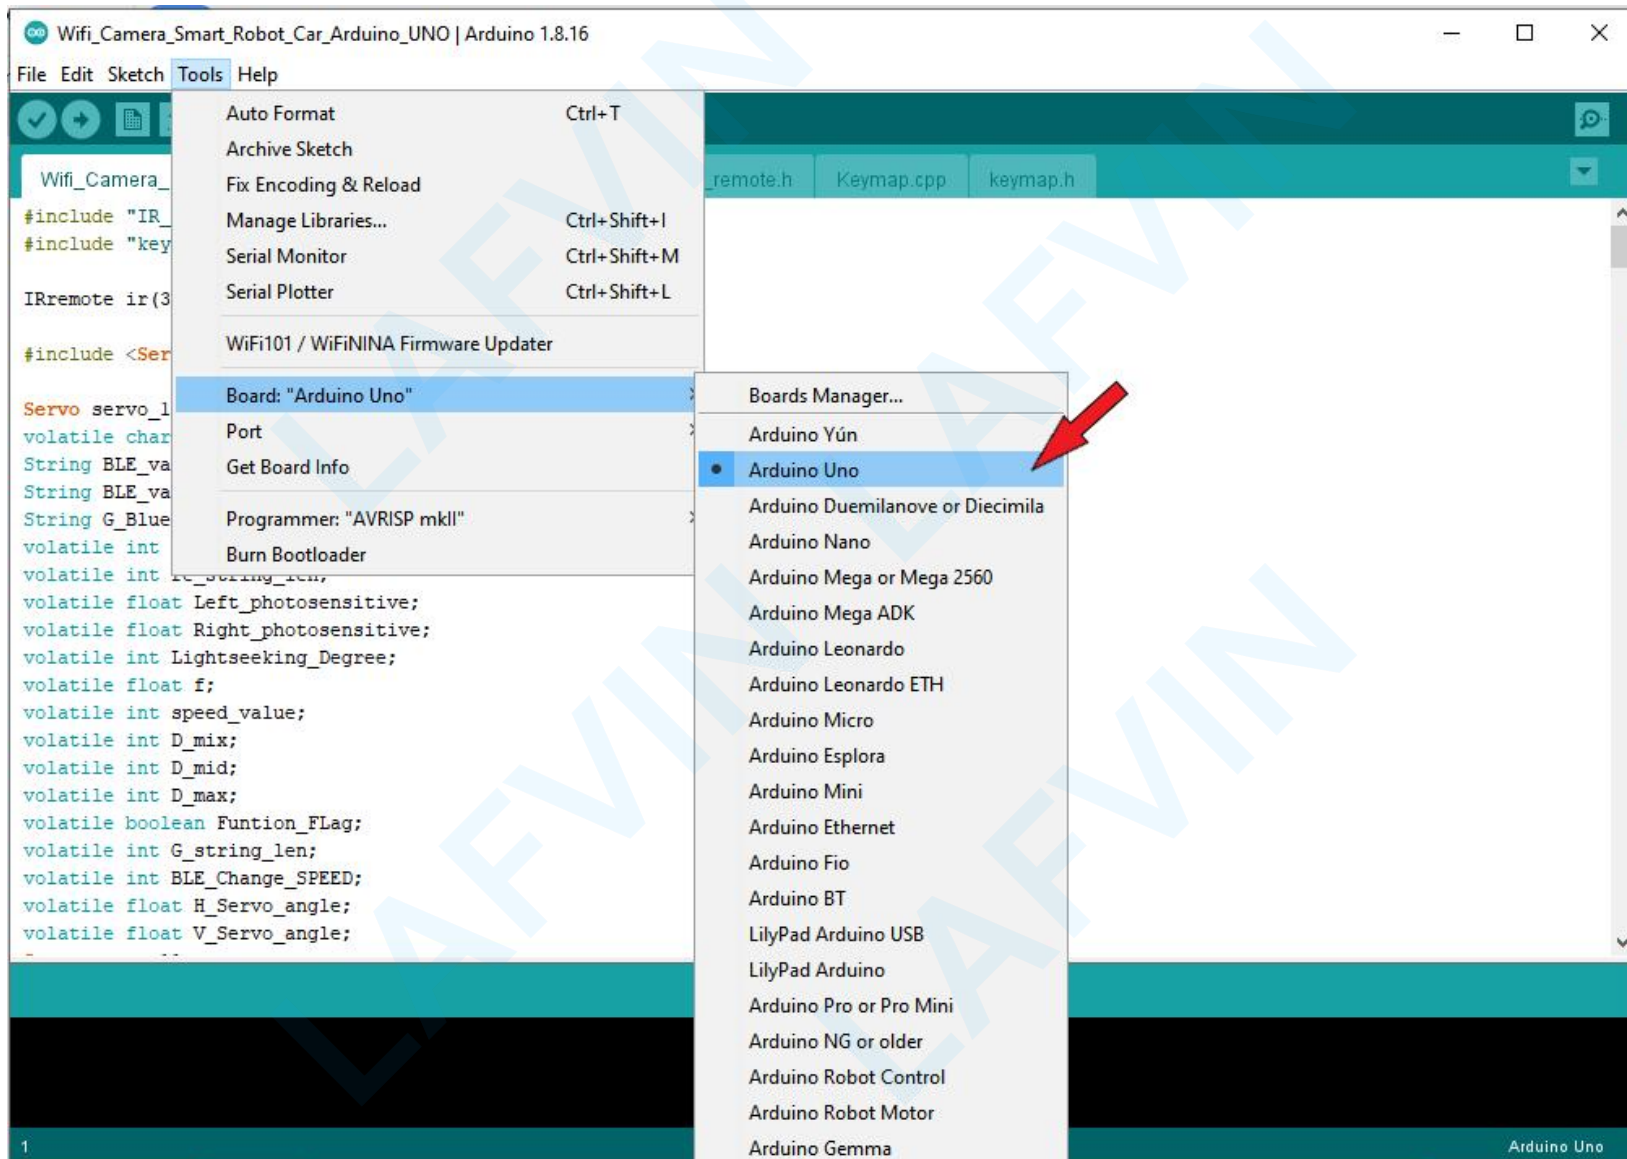 Wifi_Camera_Smart_Robot_Car_Arduino_UNO | Arduino 1.8.16
File Edit Sketch Tools Help
Auto Format Ctrl+T
Archive Sketch
Fix Encoding & Reload
Manage Libraries... Ctrl+Shift+I
Serial Monitor Ctrl+Shift+M
Serial Plotter Ctrl+Shift+L
WiFi101 / WiFiNINA Firmware Updater
Board: "Arduino Uno"
Port
Get Board Info
Programmer: "AVRISP mkII"
Burn Bootloader
Boards Manager...
Arduino Yún
Arduino Uno
Arduino Duemilanove or Diecimila
Arduino Nano
Arduino Mega or Mega 2560
Arduino Mega ADK
Arduino Leonardo
Arduino Leonardo ETH
Arduino Micro
Arduino Esplora
Arduino Mini
Arduino Ethernet
Arduino Fio
Arduino BT
LilyPad Arduino USB
LilyPad Arduino
Arduino Pro or Pro Mini
Arduino NG or older
Arduino Robot Control
Arduino Robot Motor
Arduino Gemma
Wifi_Camera_ _remote.h Keymap.cpp keymap.h
#include "IR_
#include "key
IRremote ir(3
#include <Ser
Servo servo_l
volatile char
String BLE_va
String BLE_va
String G_Blue
volatile int
volatile int
volatile float Left_photosensitive;
volatile float Right_photosensitive;
volatile int Lightseeking_Degree;
volatile float f;
volatile int speed_value;
volatile int D_mix;
volatile int D_mid;
volatile int D_max;
volatile boolean Funtion_FLag;
volatile int G_string_len;
volatile int BLE_Change_SPEED;
volatile float H_Servo_angle;
volatile float V_Servo_angle;
1 Arduino Uno
LAFVIN
LAFVIN
LAFVIN
LAFVIN